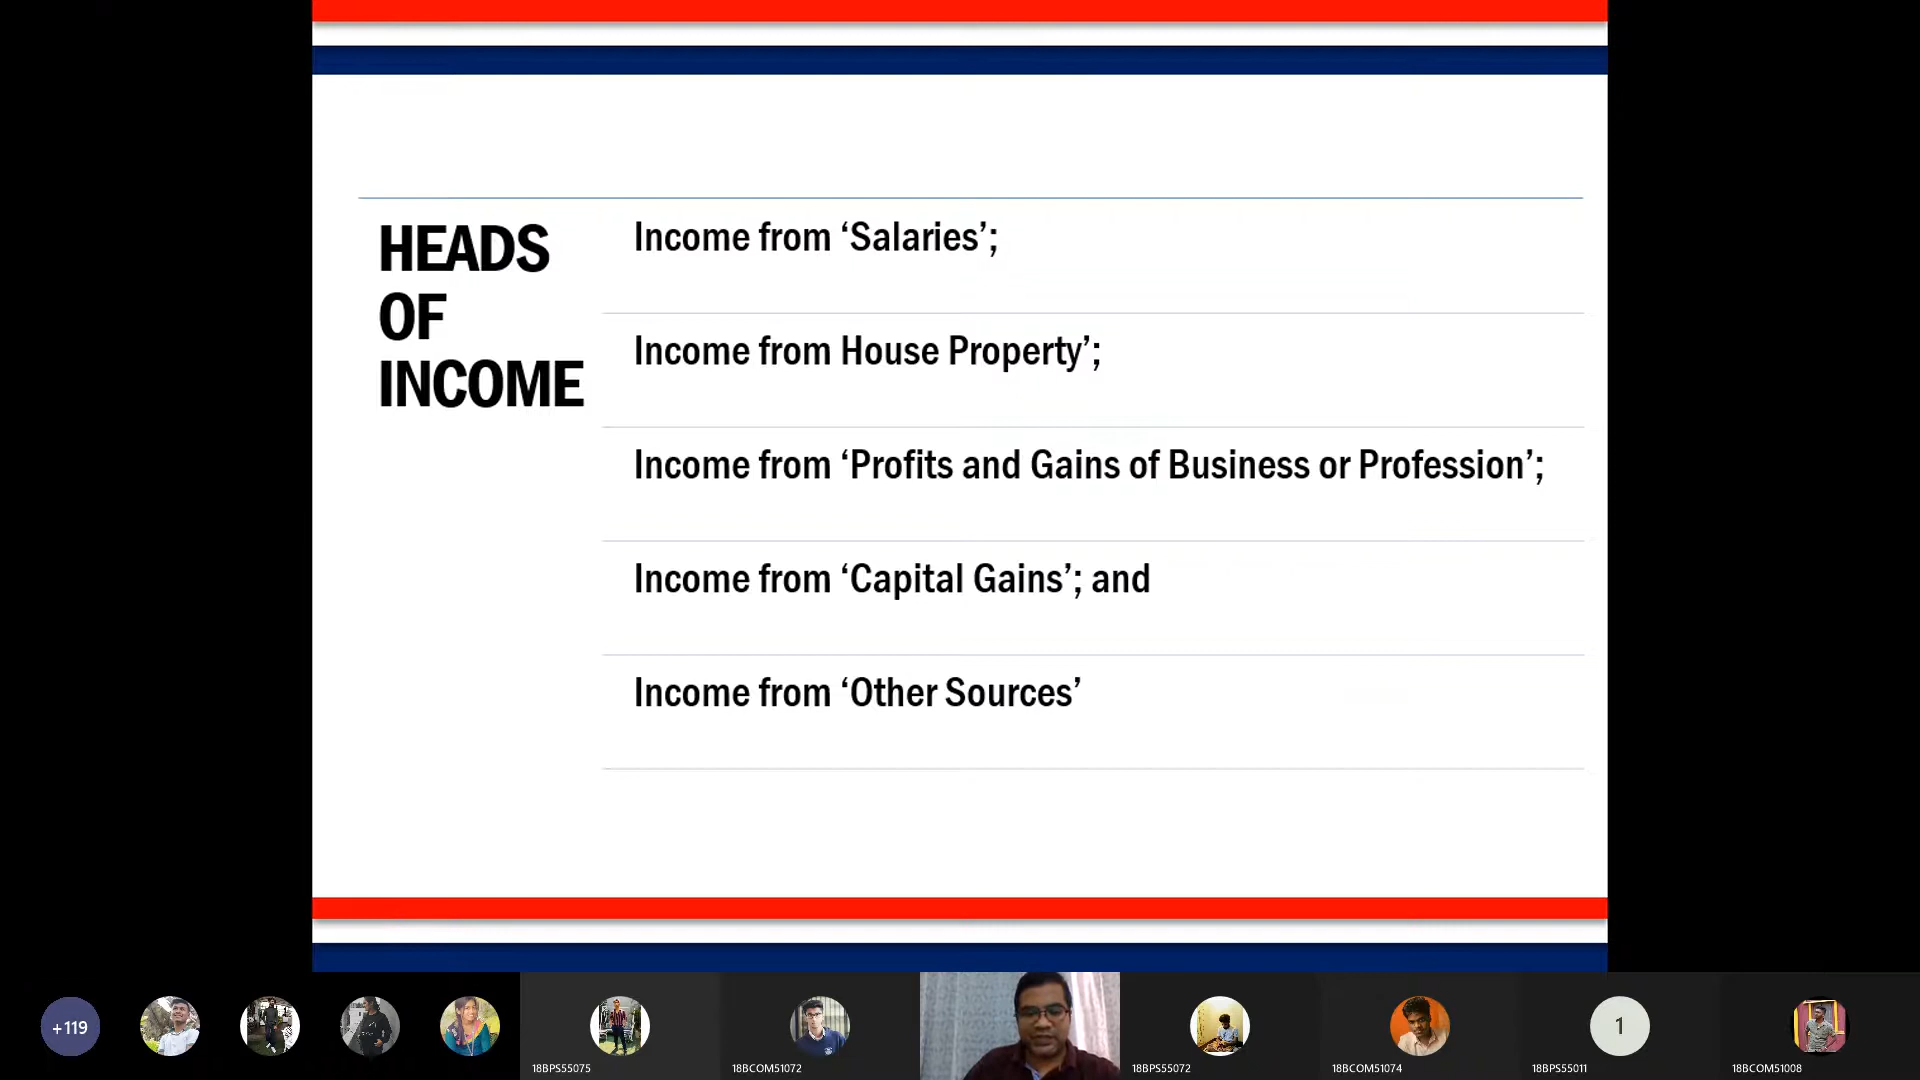 HEADS
OF
INCOME
Income from ‘Salaries’;
Income from House Property’;
Income from ‘Profits and Gains of Business or Profession’;
Income from ‘Capital Gains’; and
Income from ‘Other Sources’
+119
1
18BPS55075
18BCOM51072
18BPS55072
18BCOM51074
18BPS55011
18BCOM51008